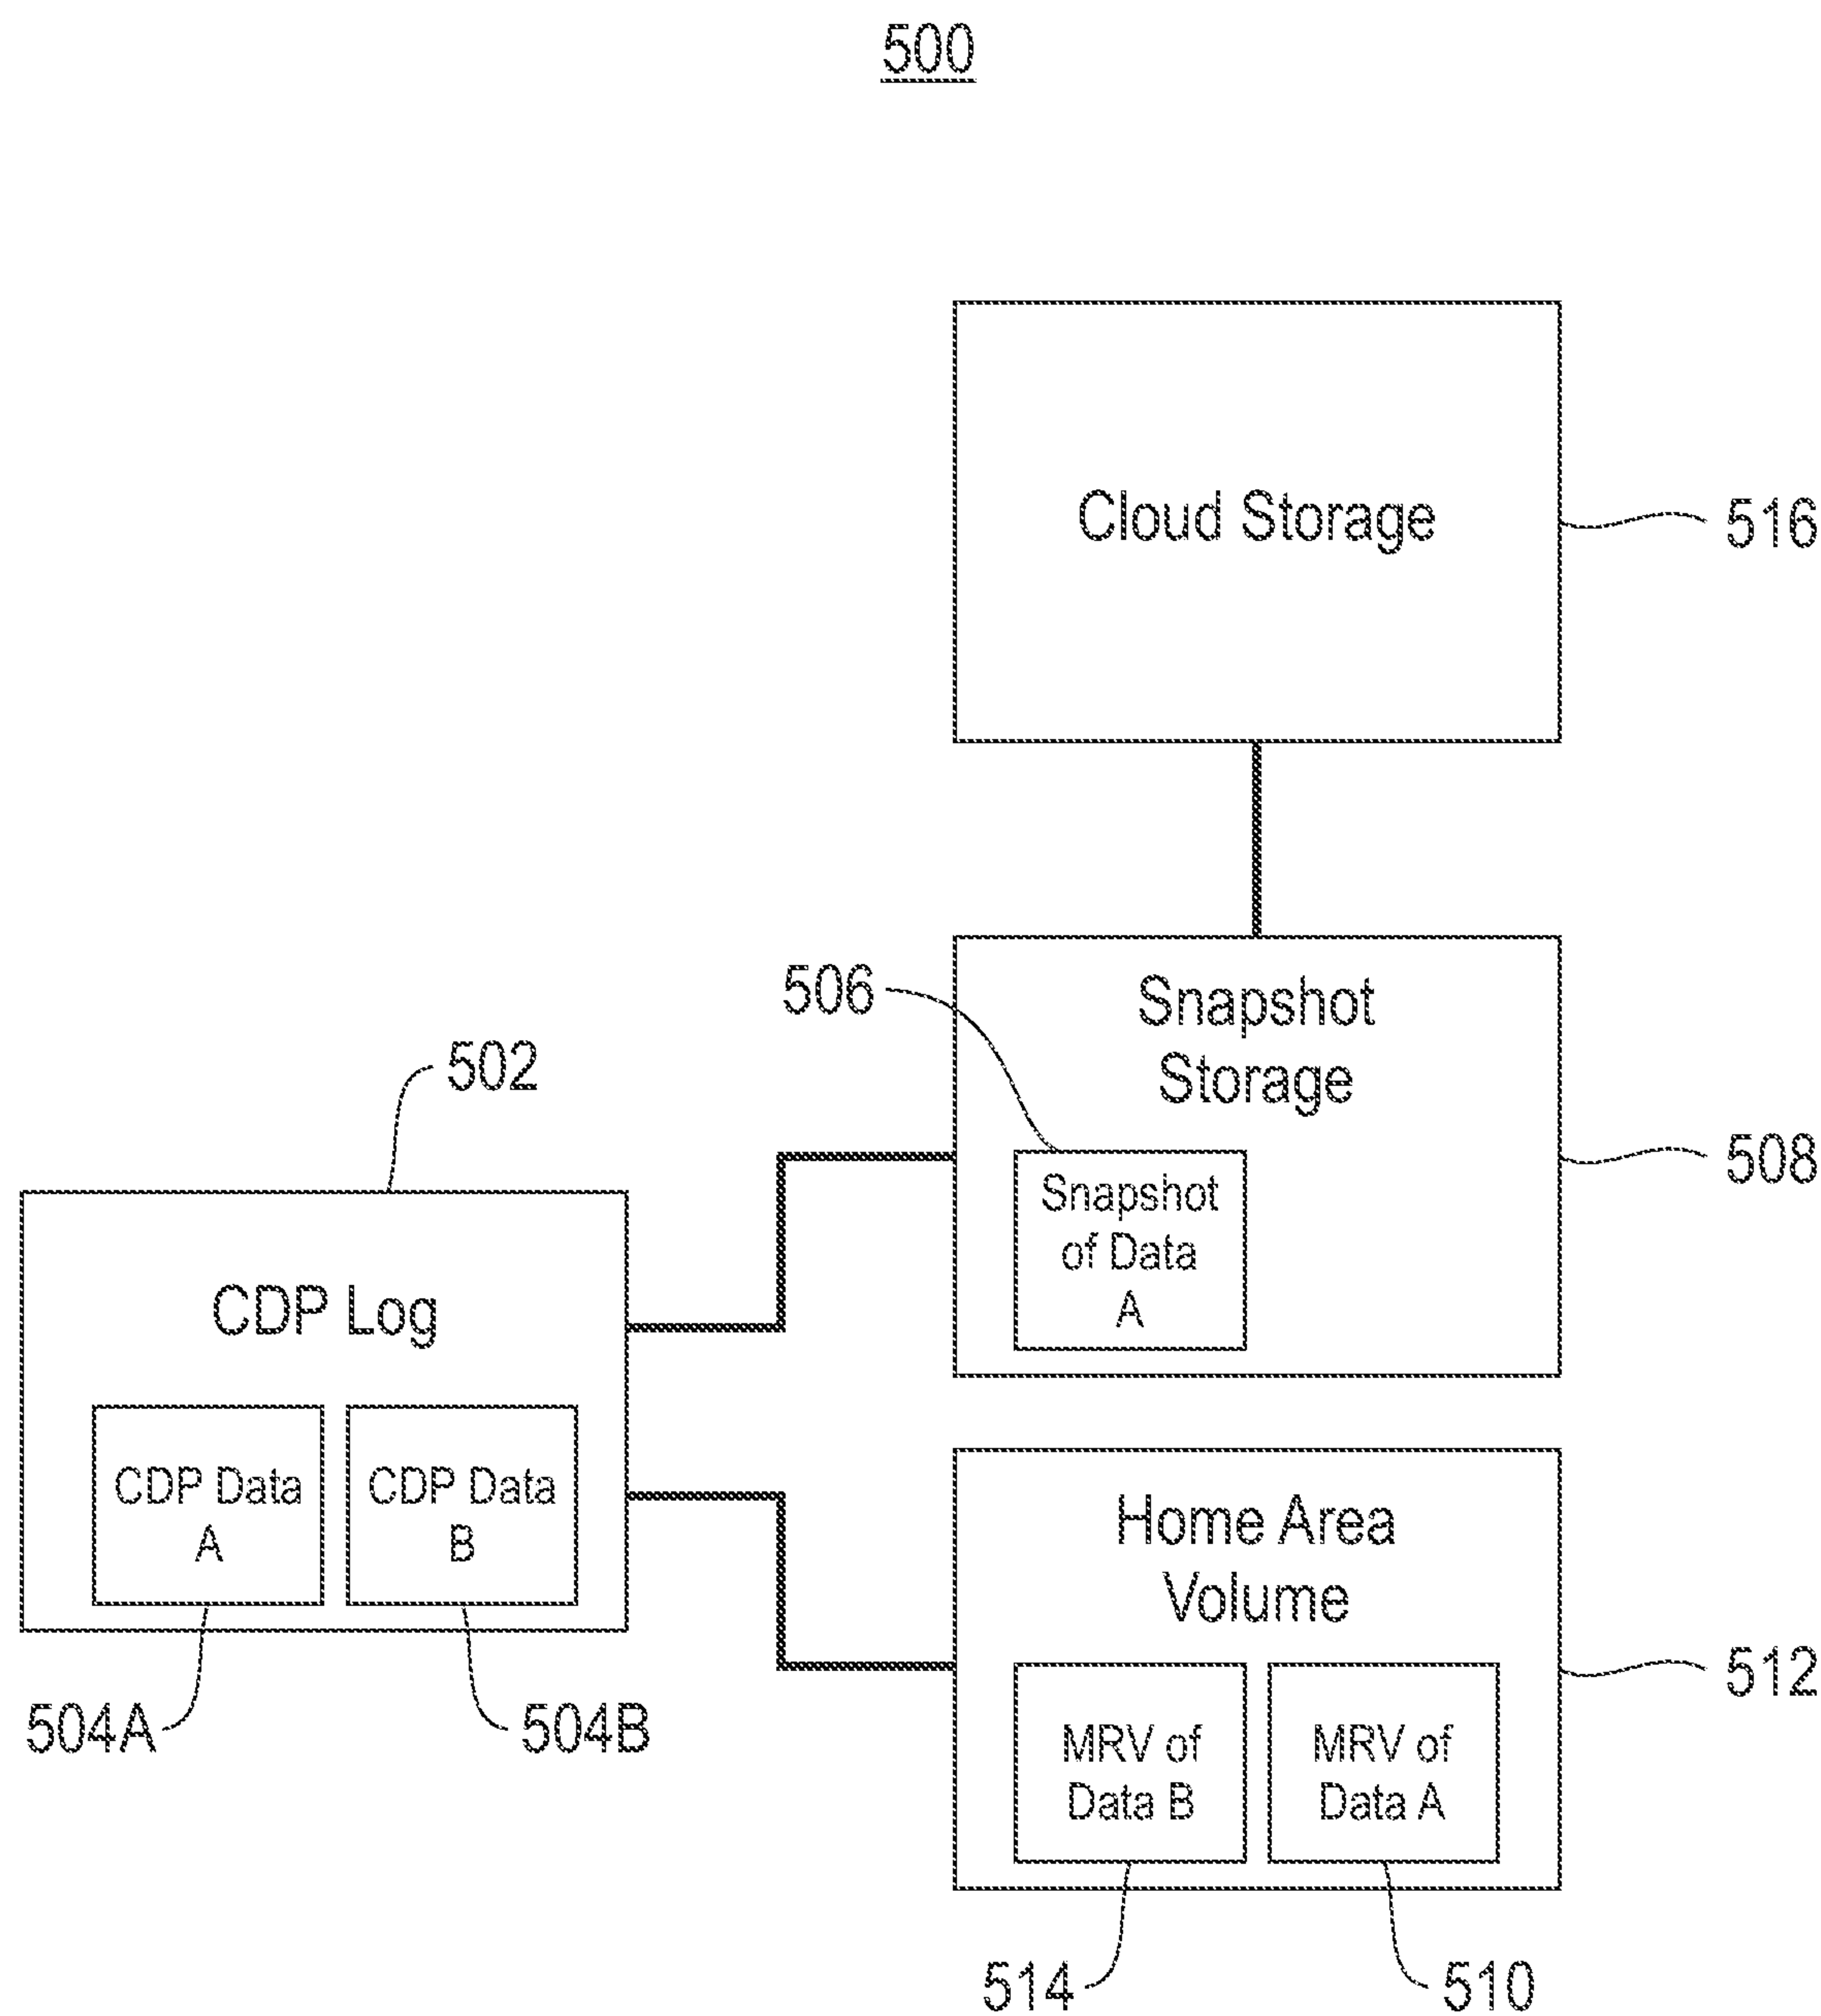 500
Cloud Storage
516
Snapshot
Storage
506
508
Snapshot
of Data
A
502
CDP Log
CDP Data
A
CDP Data
B
504A
504B
Home Area
Volume
512
MRV of
Data B
MRV of
Data A
514
510